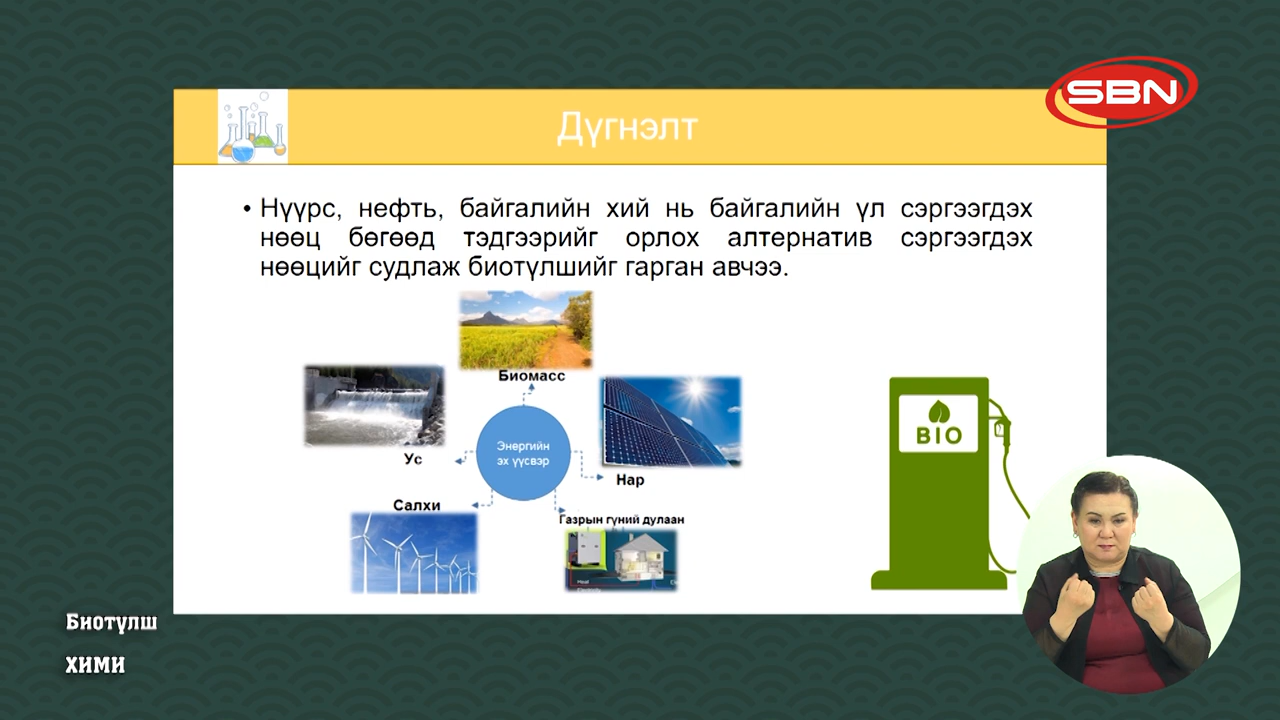 SBN
Дүгнэлт
• Нүүрс, нефть, байгалийн хий нь байгалийн үл сэргээгдэх
нөөц бөгөөд тэдгээрийг орлох алтернатив сэргээгдэх
нөөцийг судлаж биотүлшийг гарган авчээ.
Биомасс
Ус
Энергийн
эх үүсвэр
Нар
Салхи
Газрын гүний дулаан
BIO
Heat
Биотүлш
ХИМИ